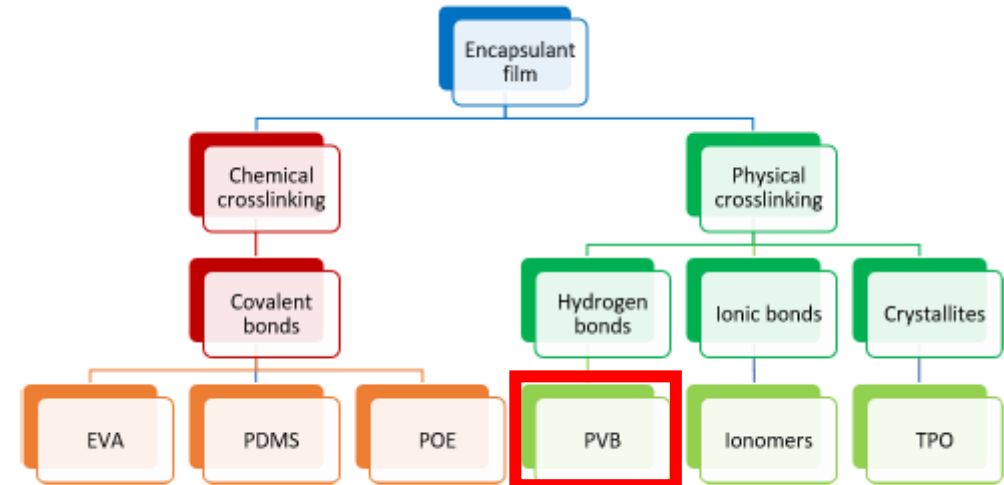 Encapsulant
film
Chemical
crosslinking
Physical
crosslinking
Covalent
bonds
Hydrogen
bonds
Ionic bonds
Crystallites
EVA
PDMS
POE
PVB
Ionomers
TPO